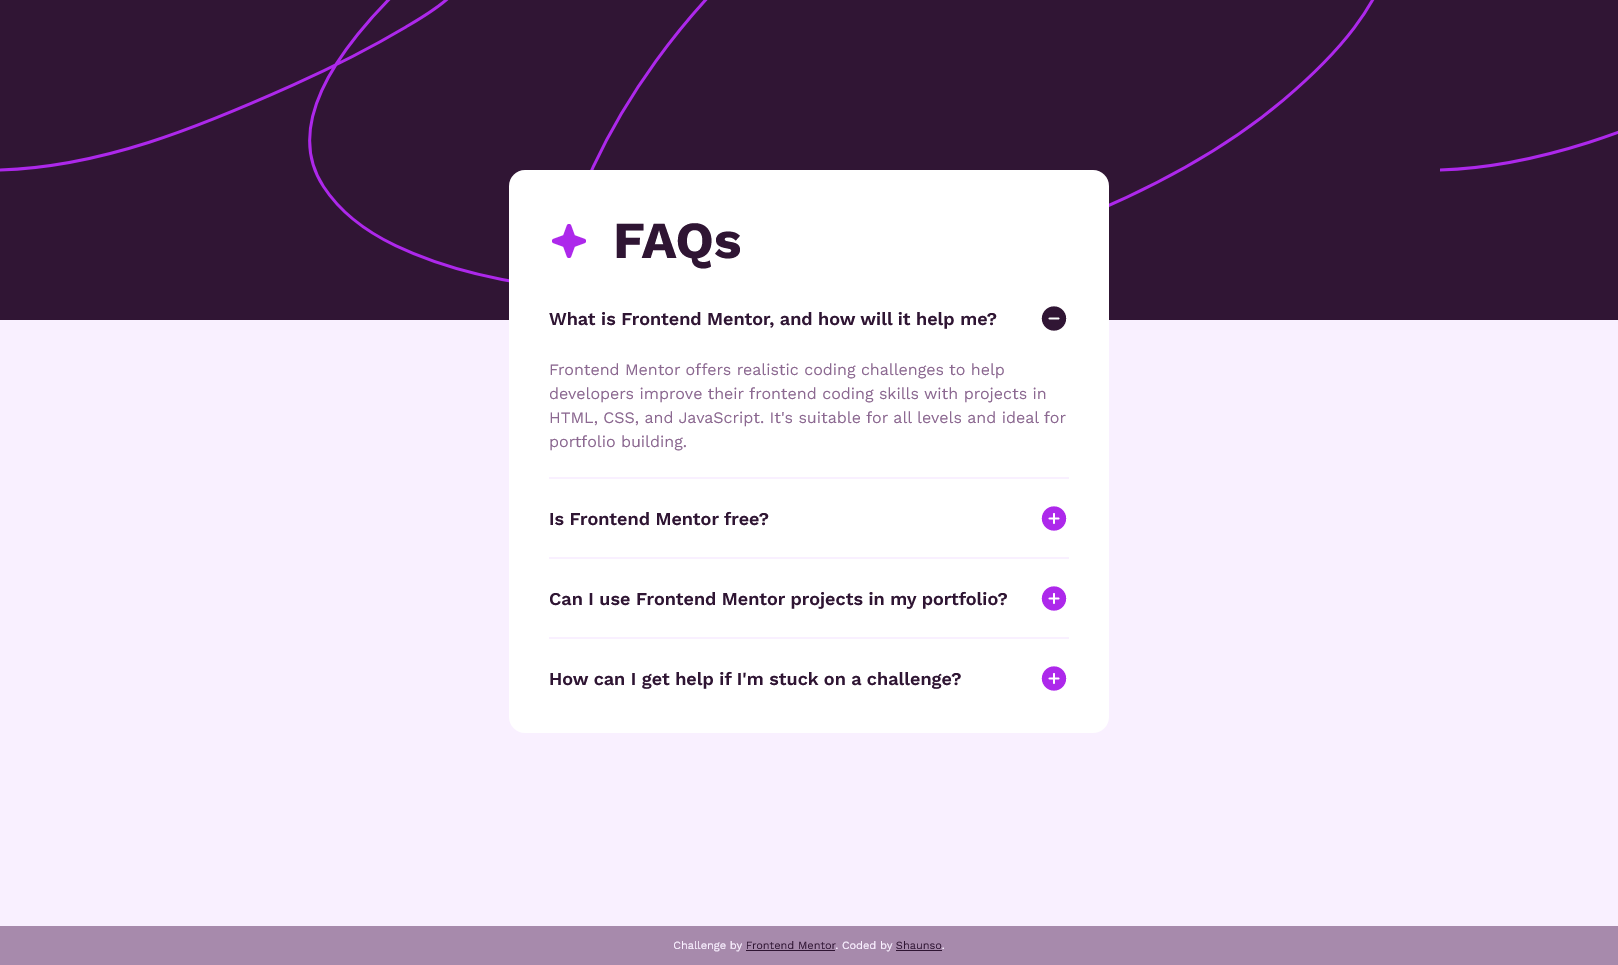 FAQs
What is Frontend Mentor, and how will it help me?
Frontend Mentor offers realistic coding challenges to help
developers improve their frontend coding skills with projects in
HTML, CSS, and JavaScript. It's suitable for all levels and ideal for
portfolio building.
Is Frontend Mentor free?
Can I use Frontend Mentor projects in my portfolio?
How can I get help if I'm stuck on a challenge?
Challenge by Frontend Mentor. Coded by Shaunso.